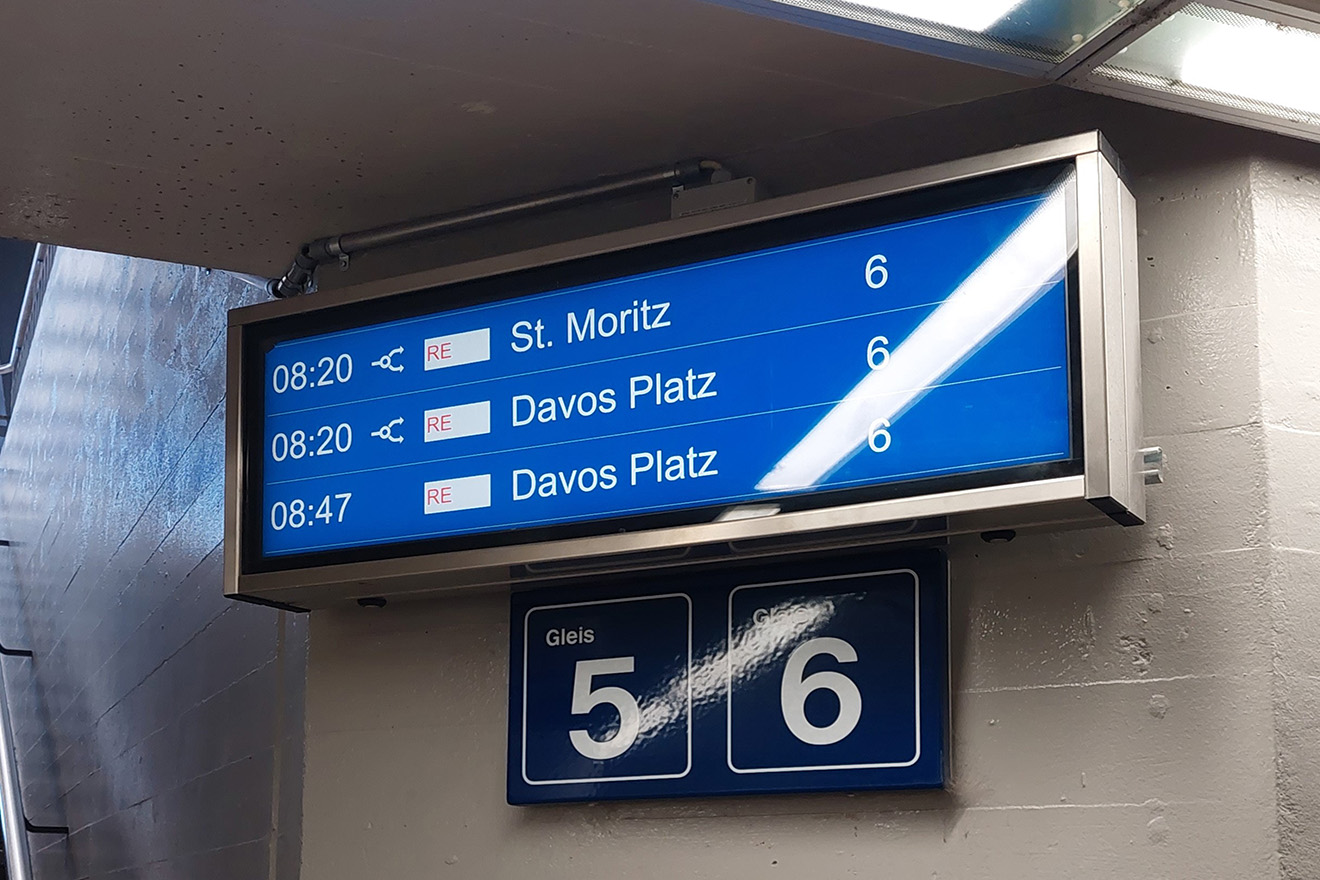 08:20 RE St. Moritz 6
08:20 RE Davos Platz 6
08:47 RE Davos Platz 6
Gleis Gleis
5 6